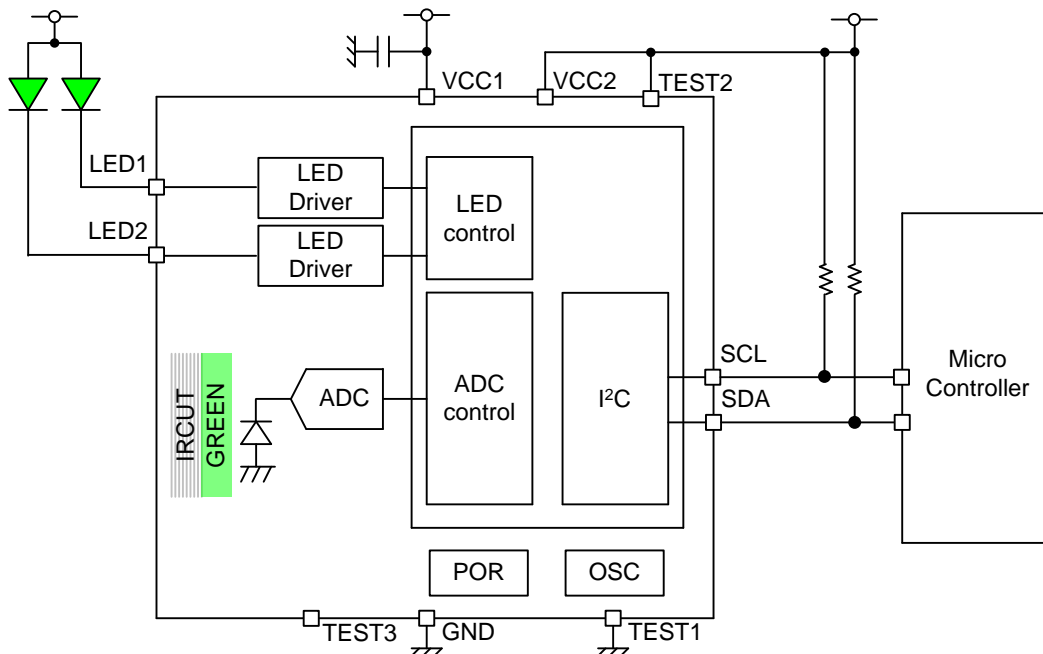 VCC1
VCC2
TEST2
LED1
LED
Driver
LED
control
LED2
LED
Driver
IRCUT
GREEN
ADC
ADC
control
I²C
SCL
SDA
Micro
Controller
POR
OSC
TEST3
GND
TEST1